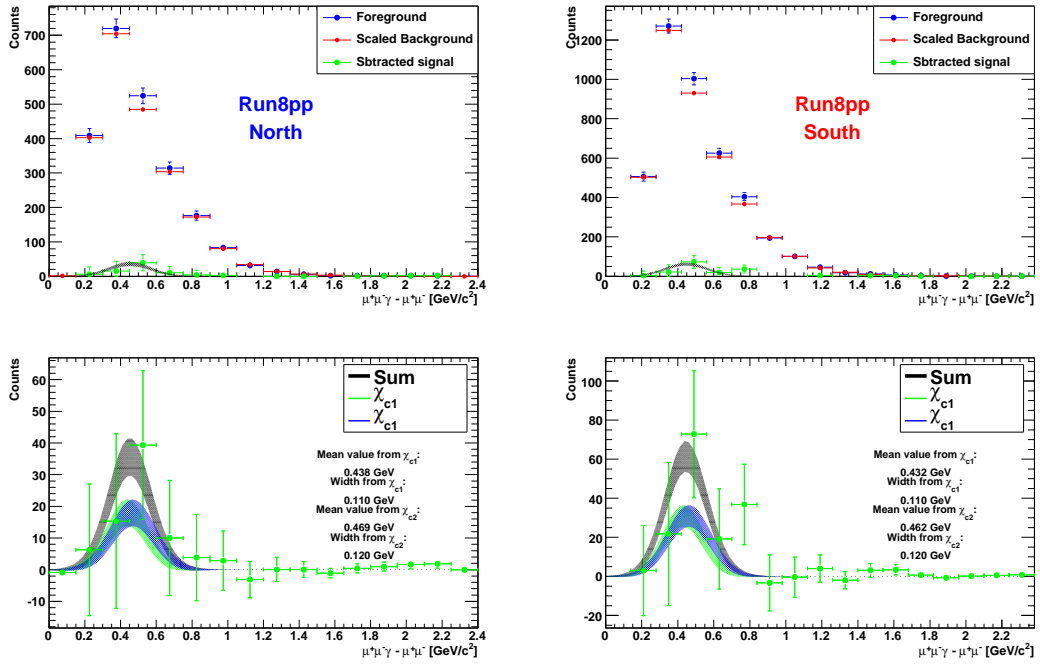 Counts
Foreground
Scaled Background
Sbtracted signal
Run8pp
North
700
600
500
400
300
200
100
0
0 0.2 0.4 0.6 0.8 1 1.2 1.4 1.6 1.8 2 2.2 2.4
μ⁺μ⁻γ - μ⁺μ⁻ [GeV/c²]
Counts
Foreground
Scaled Background
Sbtracted signal
Run8pp
South
1200
1000
800
600
400
200
0
0 0.2 0.4 0.6 0.8 1 1.2 1.4 1.6 1.8 2 2.2
μ⁺μ⁻γ - μ⁺μ⁻ [GeV/c²]
Counts
Sum
χc1
χc1
Mean value from χc1:
0.438 GeV
Width from χc1:
0.110 GeV
Mean value from χc2:
0.469 GeV
Width from χc2:
0.120 GeV
60
50
40
30
20
10
0
-10
0 0.2 0.4 0.6 0.8 1 1.2 1.4 1.6 1.8 2 2.2 2.4
μ⁺μ⁻γ - μ⁺μ⁻ [GeV/c²]
Counts
Sum
χc1
χc1
Mean value from χc1:
0.432 GeV
Width from χc1:
0.110 GeV
Mean value from χc2:
0.462 GeV
Width from χc2:
0.120 GeV
100
80
60
40
20
0
-20
0 0.2 0.4 0.6 0.8 1 1.2 1.4 1.6 1.8 2 2.2
μ⁺μ⁻γ - μ⁺μ⁻ [GeV/c²]